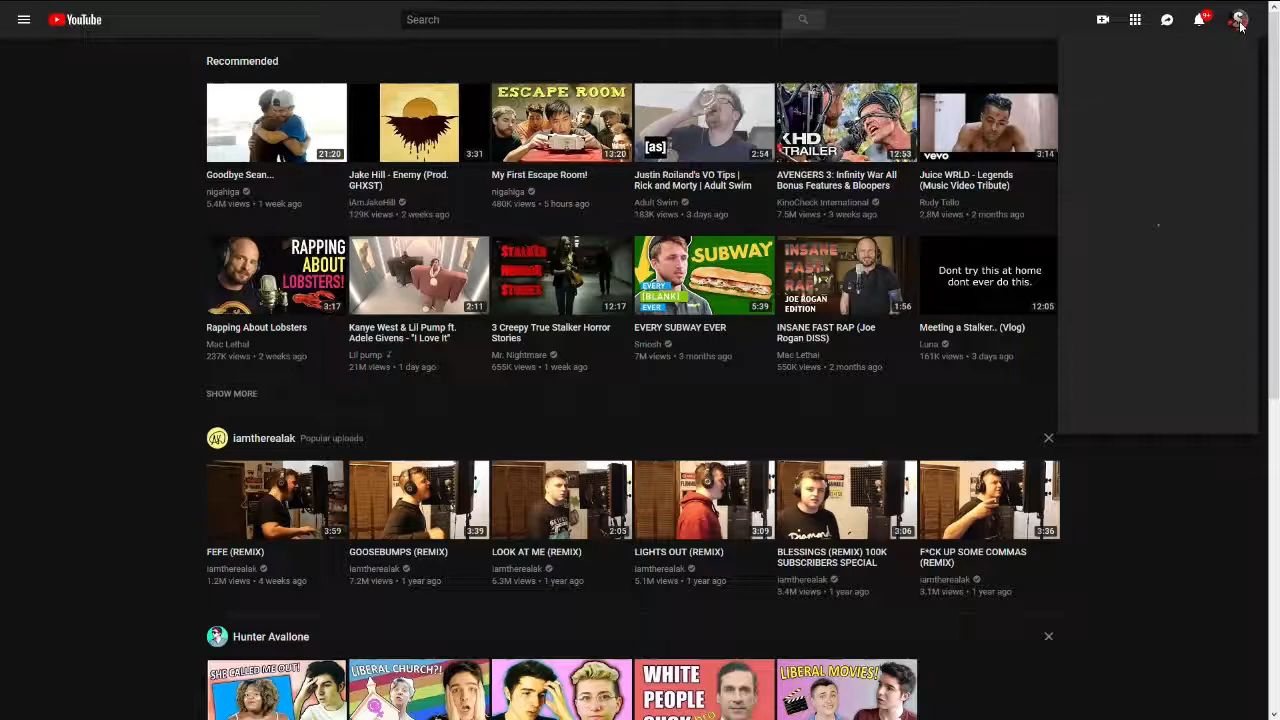 YouTube
Search
9+
Recommended
21:20
3:31
ESCAPE ROOM
13:20
[as]
2:54
KHD
TRAILER
12:53
vevo
3:14
Goodbye Sean...
nigahiga
5.4M views • 1 week ago
Jake Hill - Enemy (Prod.
GHXST)
iAmJakeHill
129K views • 2 weeks ago
My First Escape Room!
nigahiga
480K views • 5 hours ago
Justin Roiland's VO Tips |
Rick and Morty | Adult Swim
Adult Swim
183K views • 3 days ago
AVENGERS 3: Infinity War All
Bonus Features & Bloopers
KinoCheck International
7.5M views • 3 weeks ago
Juice WRLD - Legends
(Music Video Tribute)
Rudy Tello
2.8M views • 2 months ago
RAPPING
ABOUT
LOBSTERS!
3:17
2:11
STALKER
HORROR
STORIES
12:17
SUBWAY
EVERY
[BLANK]
EVER
5:39
INSANE
FAST
RAP
JOE ROGAN
EDITION
1:56
Dont try this at home
dont ever do this.
12:05
Rapping About Lobsters
Mac Lethal
237K views • 2 weeks ago
Kanye West & Lil Pump ft.
Adele Givens - "I Love It"
Lil pump
21M views • 1 day ago
3 Creepy True Stalker Horror
Stories
Mr. Nightmare
655K views • 1 week ago
EVERY SUBWAY EVER
Smosh
7M views • 3 months ago
INSANE FAST RAP (Joe
Rogan DISS)
Mac Lethal
550K views • 2 months ago
Meeting a Stalker.. (Vlog)
Luna
161K views • 3 days ago
SHOW MORE
iamtherealak Popular uploads
3:59
3:39
2:05
3:09
Diamond
3:06
3:36
FEFE (REMIX)
iamtherealak
1.2M views • 4 weeks ago
GOOSEBUMPS (REMIX)
iamtherealak
7.2M views • 1 year ago
LOOK AT ME (REMIX)
iamtherealak
6.3M views • 1 year ago
LIGHTS OUT (REMIX)
iamtherealak
5.1M views • 1 year ago
BLESSINGS (REMIX) 100K
SUBSCRIBERS SPECIAL
iamtherealak
3.4M views • 1 year ago
F*CK UP SOME COMMAS
(REMIX)
iamtherealak
3.1M views • 1 year ago
Hunter Avallone
SHE CALLED ME OUT!
LIBERAL CHURCH?!
WHITE
PEOPLE
LIBERAL MOVIES!